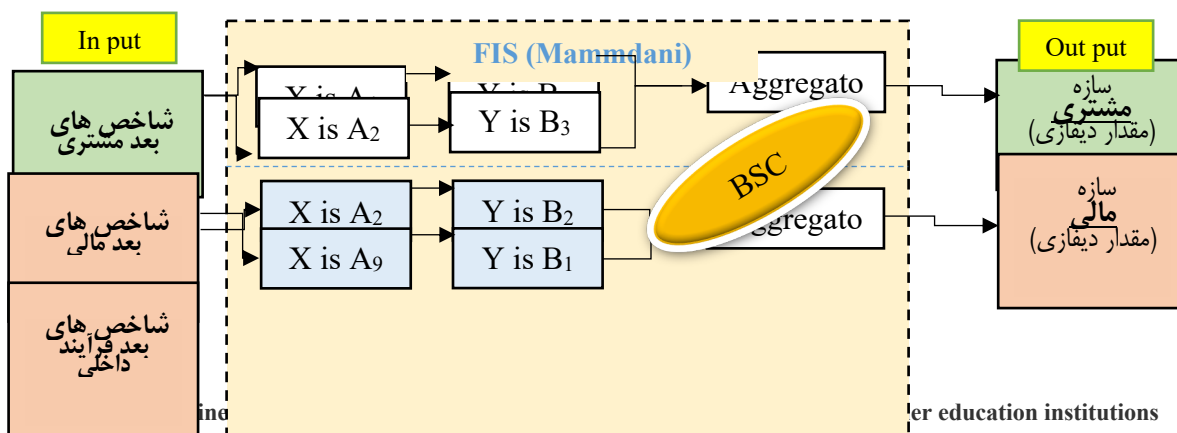 In put
FIS (Mammdani)
Out put
شاخص های
بعد مشتری
X is A₂
Y is B₃
Aggregato
سازه
مشتری
(مقدار دیفازی)
BSC
شاخص های
بعد مالی
X is A₂
Y is B₂
X is A₉
Y is B₁
Aggregato
سازه
مالی
(مقدار دیفازی)
شاخص های
بعد فرآیند
داخلی
er education institutions